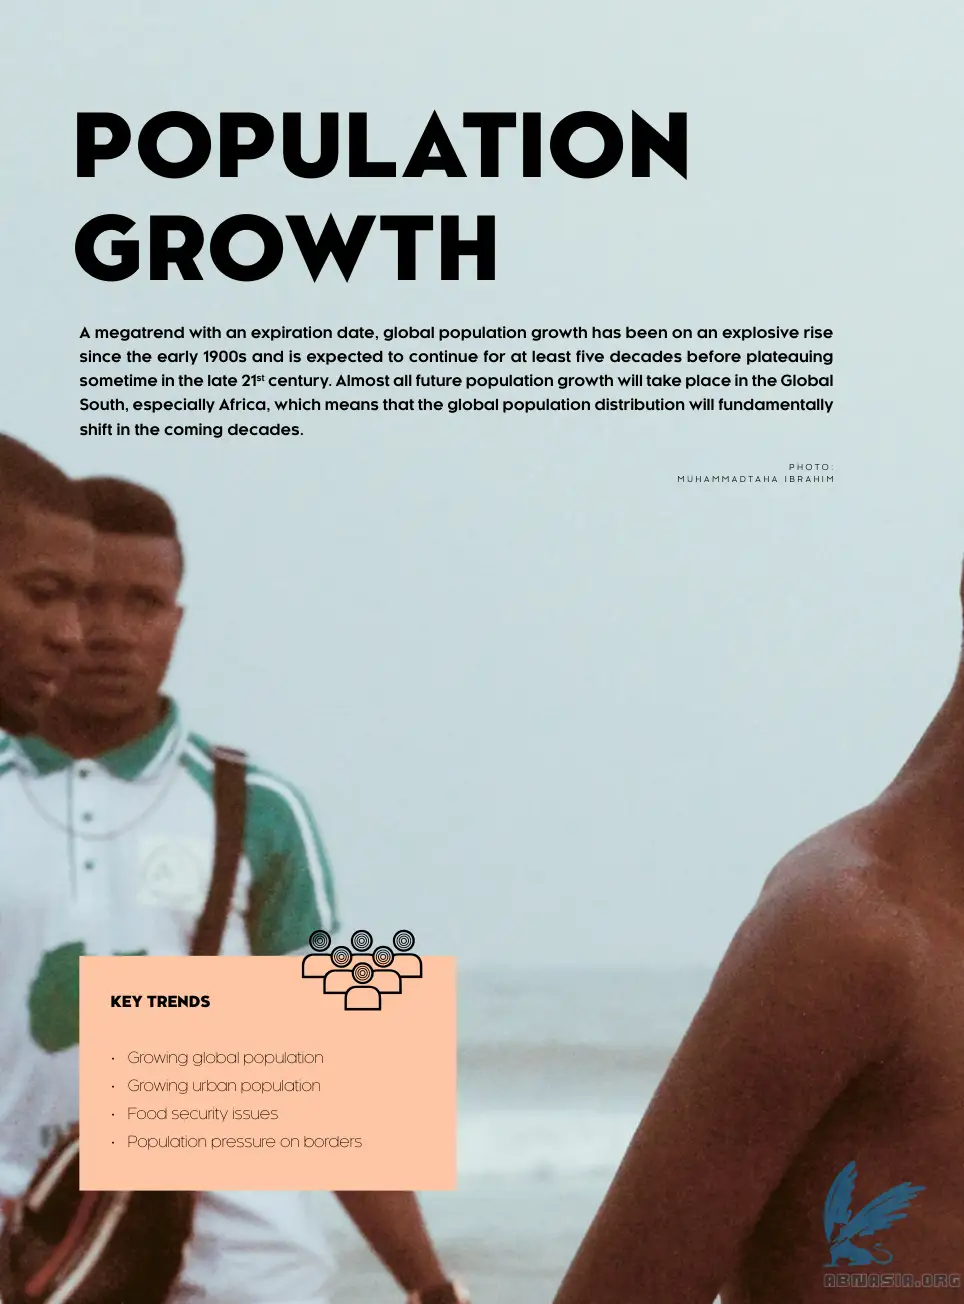 POPULATION
GROWTH
A megatrend with an expiration date, global population growth has been on an explosive rise
since the early 1900s and is expected to continue for at least five decades before plateauing
sometime in the late 21st century. Almost all future population growth will take place in the Global
South, especially Africa, which means that the global population distribution will fundamentally
shift in the coming decades.
PHOTO:
MUHAMMADTAHA IBRAHIM
KEY TRENDS
• Growing global population
• Growing urban population
• Food security issues
• Population pressure on borders
ABNASIA.ORG